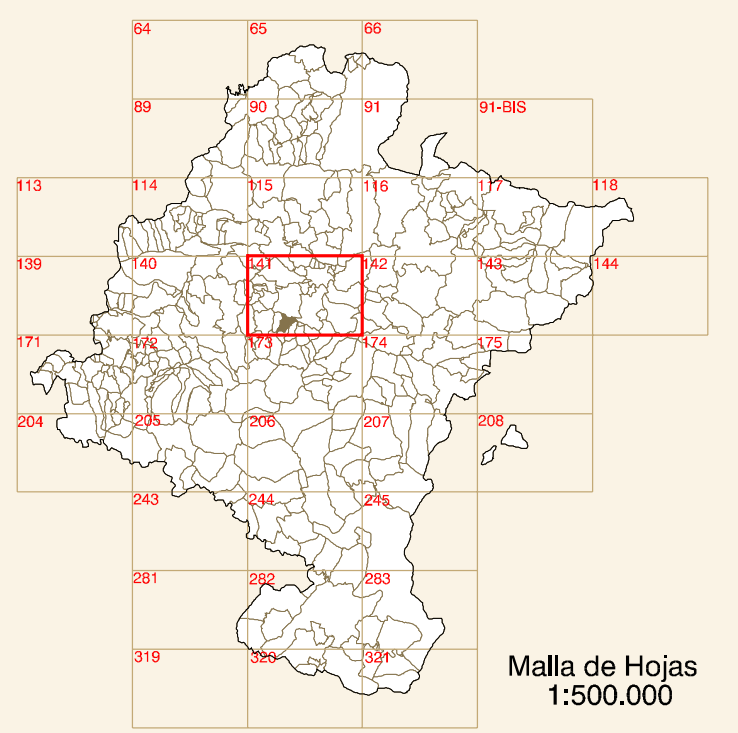 64 65 66
89 90 91 91-BIS
113 114 115 116 117 118
139 140 141 142 143 144
171 172 173 174 175
204 205 206 207 208
243 244 245
281 282 283
319 320 321
Malla de Hojas
1:500.000